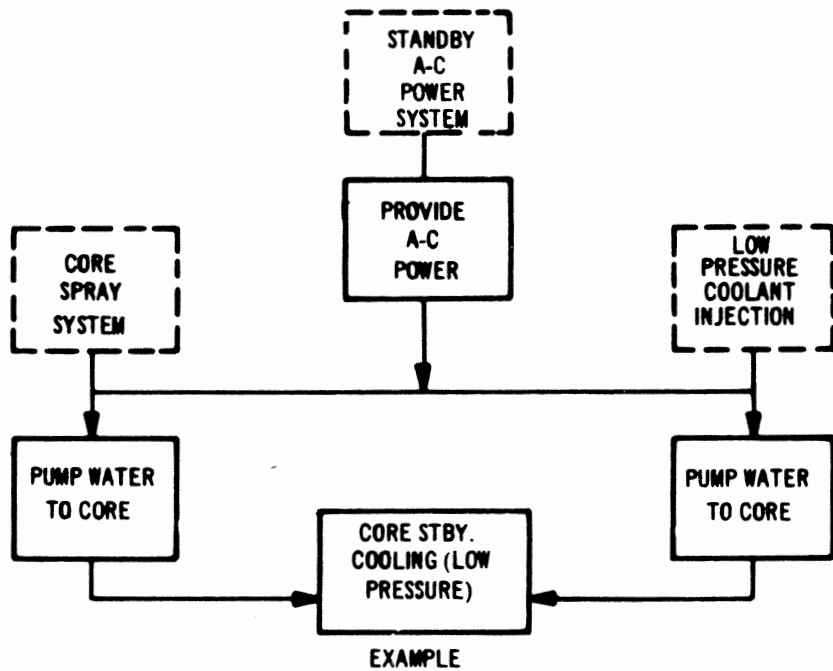 STANDBY
A-C
POWER
SYSTEM
PROVIDE
A-C
POWER
CORE
SPRAY
SYSTEM
LOW
PRESSURE
COOLANT
INJECTION
PUMP WATER
TO CORE
PUMP WATER
TO CORE
CORE STBY.
COOLING (LOW
PRESSURE)
EXAMPLE